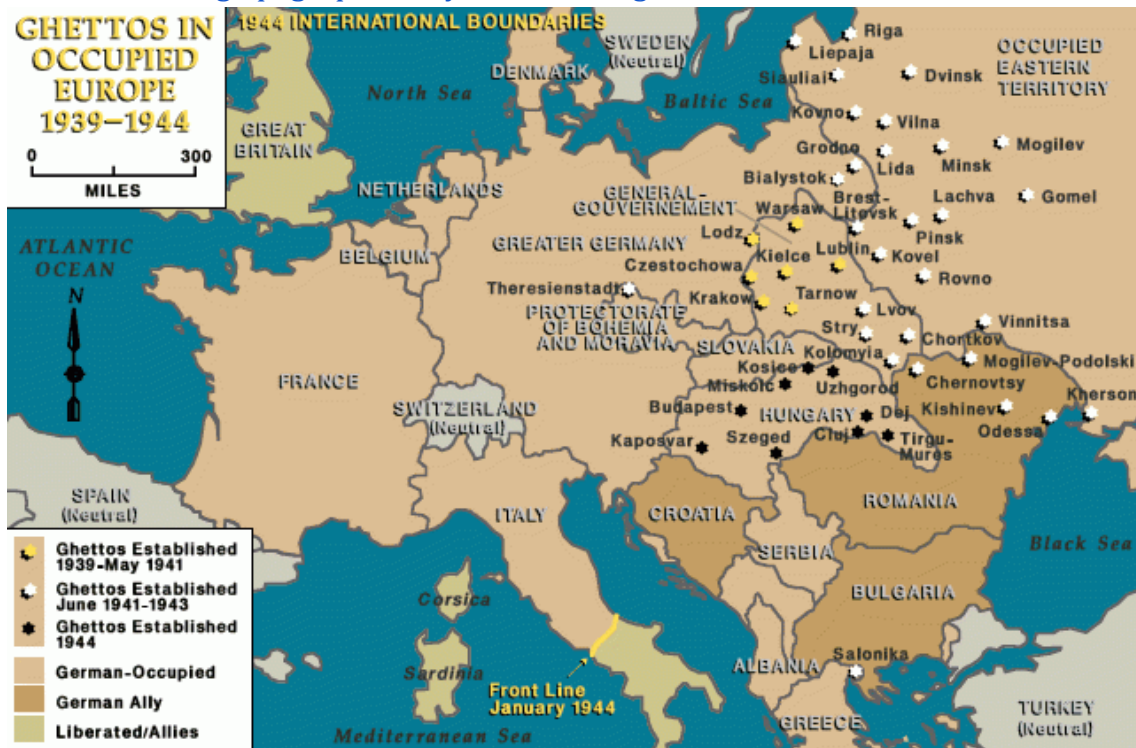 GHETTOS IN
OCCUPIED
EUROPE
1939–1944
0 300
MILES
1944 INTERNATIONAL BOUNDARIES
SWEDEN
(Neutral)
DENMARK
North Sea
Baltic Sea
GREAT
BRITAIN
NETHERLANDS
BELGIUM
ATLANTIC
OCEAN
N
FRANCE
SWITZERLAND
(Neutral)
SPAIN
(Neutral)
ITALY
Corsica
Sardinia
Mediterranean Sea
Front Line
January 1944
GREATER GERMANY
GENERAL-
GOUVERNEMENT
Theresienstadt
PROTECTORATE
OF BOHEMIA
AND MORAVIA
SLOVAKIA
HUNGARY
CROATIA
SERBIA
ALBANIA
GREECE
ROMANIA
BULGARIA
Black Sea
TURKEY
(Neutral)
OCCUPIED
EASTERN
TERRITORY
Riga
Liepaja
Siauliai
Dvinsk
Kovno
Vilna
Grodno
Lida
Minsk
Mogilev
Bialystok
Brest-
Litovsk
Lachva
Gomel
Pinsk
Warsaw
Lodz
Kielce
Lublin
Kovel
Czestochowa
Rovno
Krakow
Tarnow
Lvov
Stry
Vinnitsa
Chortkov
Kolomyia
Mogilev-Podolski
Chernovtsy
Kosice
Miskolc
Uzhgorod
Budapest
Dej
Kishinev
Kherson
Odessa
Kaposvar
Szeged
Cluj
Tirgu-
Mures
Salonika
Ghettos Established
1939-May 1941
Ghettos Established
June 1941-1943
Ghettos Established
1944
German-Occupied
German Ally
Liberated/Allies